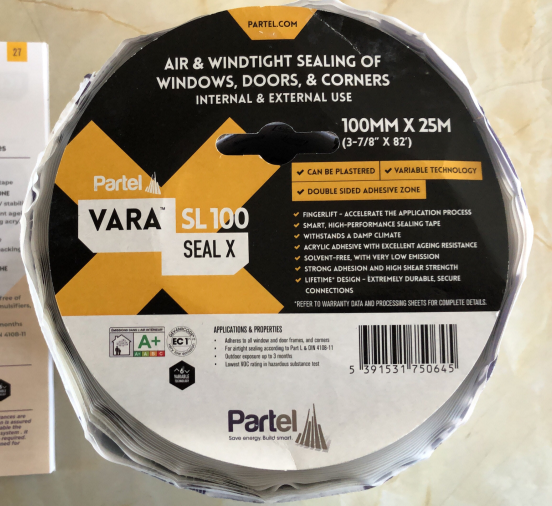 PARTEL.COM
AIR & WINDTIGHT SEALING OF
WINDOWS, DOORS, & CORNERS
INTERNAL & EXTERNAL USE
100MM X 25M
(3-7/8" X 82')
✓ CAN BE PLASTERED ✓ VARIABLE TECHNOLOGY
✓ DOUBLE SIDED ADHESIVE ZONE
Partel
VARA™ SL 100
SEAL X
✓ FINGERLIFT – ACCELERATE THE APPLICATION PROCESS
✓ SMART, HIGH-PERFORMANCE SEALING TAPE
✓ WITHSTANDS A DAMP CLIMATE
✓ ACRYLIC ADHESIVE WITH EXCELLENT AGEING RESISTANCE
✓ SOLVENT-FREE, WITH VERY LOW EMISSION
✓ STRONG ADHESION AND HIGH SHEAR STRENGTH
✓ LIFETIME* DESIGN – EXTREMELY DURABLE, SECURE
CONNECTIONS
*REFER TO WARRANTY DATA AND PROCESSING SHEETS FOR COMPLETE DETAILS.
A+
EC1
APPLICATIONS & PROPERTIES
• Adheres to all window and door frames, and corners
• For airtight sealing according to Part L & DIN 4108-11
• Outdoor exposure up to 3 months
• Lowest VOC rating in hazardous substance test
5 391531 750645
Partel
Save energy. Build smart.
27
tape
months
4108-11
required.